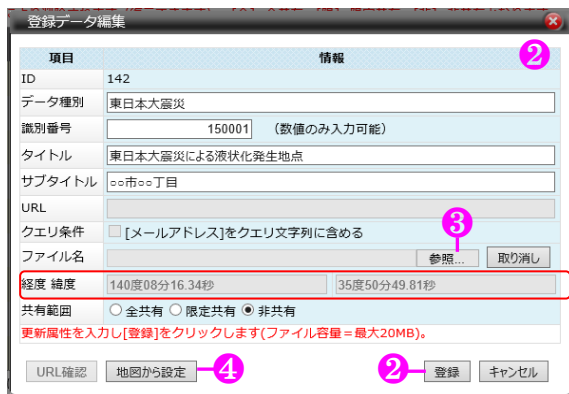 登録データ編集
項目 情報 2
ID 142
データ種別 東日本大震災
識別番号 150001 (数値のみ入力可能)
タイトル 東日本大震災による液状化発生地点
サブタイトル ○○市○○丁目
URL
クエリ条件 [メールアドレス]をクエリ文字列に含める 3
ファイル名 参照... 取り消し
経度 緯度 140度08分16.34秒 35度50分49.81秒
共有範囲 全共有 限定共有 非共有
更新属性を入力し[登録]をクリックします(ファイル容量=最大20MB)。
URL確認 地図から設定 4 2 登録 キャンセル